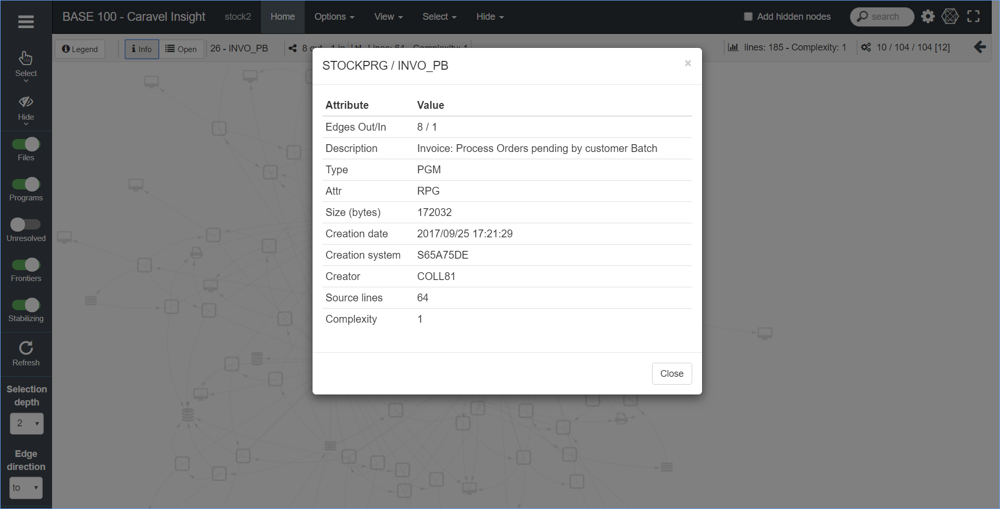 BASE 100 - Caravel Insight stock2 Home Options View Select Hide Add hidden nodes search
Legend Info Open 26 - INVO_PB 8 out - 1 in Lines: 64 - Complexity: 1 lines: 185 - Complexity: 1 10 / 104 / 104 [12]
Select
Hide
Files
Programs
Unresolved
Frontiers
Stabilizing
Refresh
Selection
depth
2
Edge
direction
to
STOCKPRG / INVO_PB ×
Attribute Value
Edges Out/In 8 / 1
Description Invoice: Process Orders pending by customer Batch
Type PGM
Attr RPG
Size (bytes) 172032
Creation date 2017/09/25 17:21:29
Creation system S65A75DE
Creator COLL81
Source lines 64
Complexity 1
Close